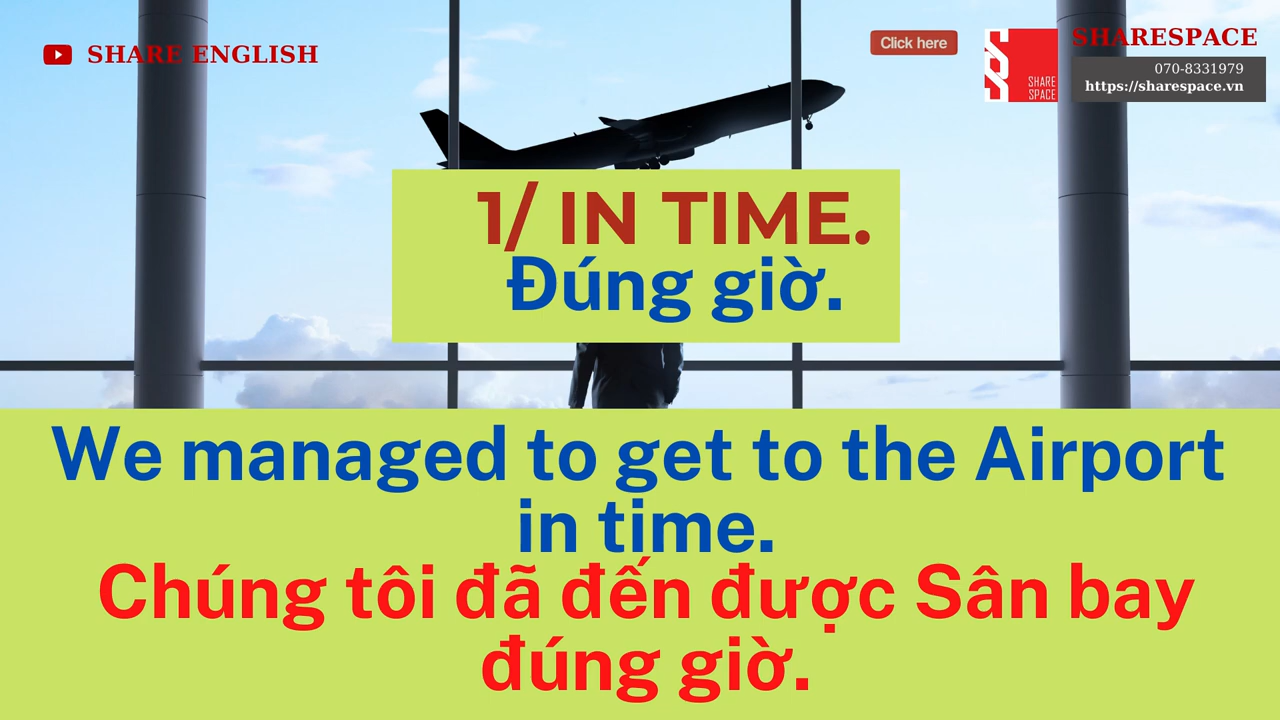 SHARE ENGLISH
Click here
SHARE
SPACE
SHARESPACE
070-8331979
https://sharespace.vn
1/ IN TIME.
Đúng giờ.
We managed to get to the Airport
in time.
Chúng tôi đã đến được Sân bay
đúng giờ.